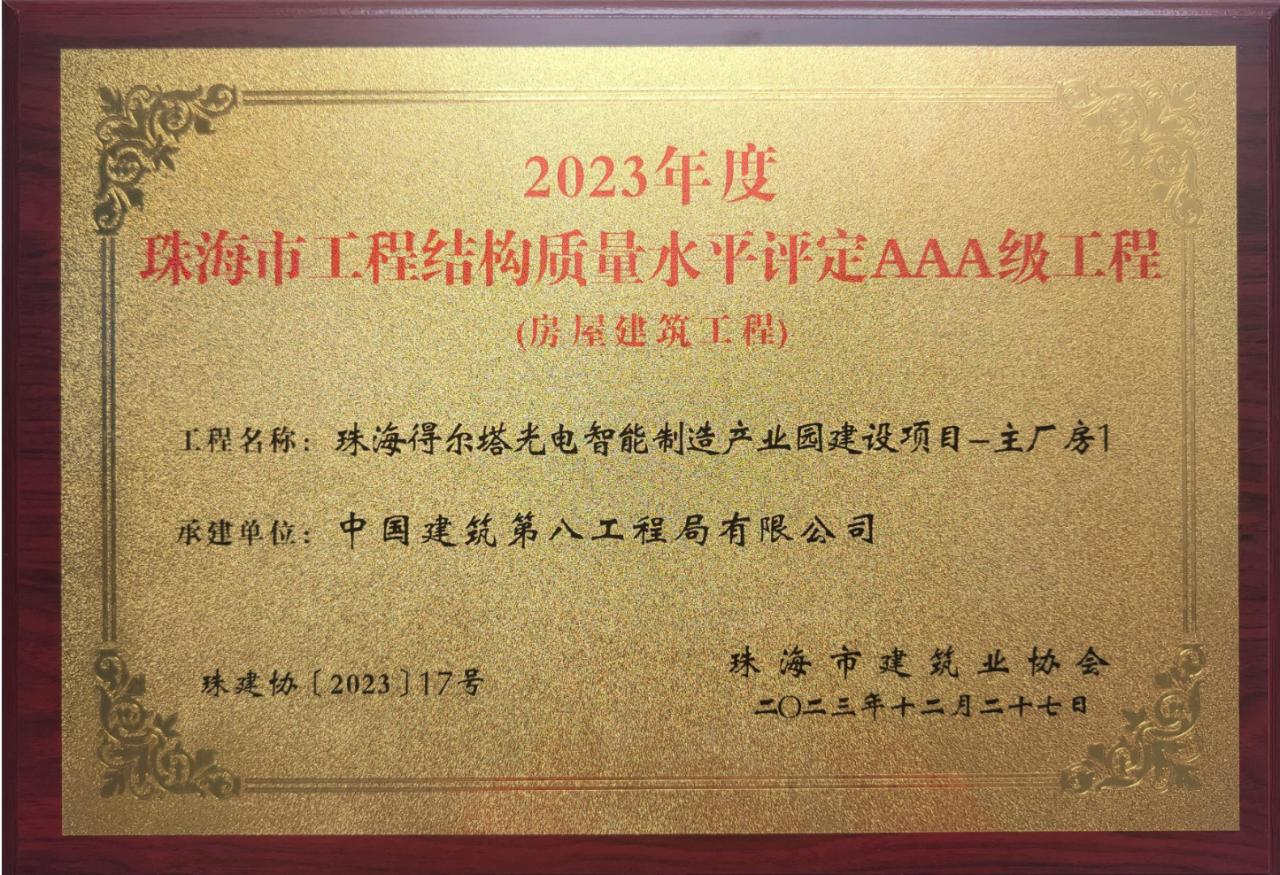 2023年度
珠海市工程结构质量水平评定AAA级工程
(房屋建筑工程)
工程名称：珠海得尔塔光电智能制造产业园建设项目-主厂房1
承建单位：中国建筑第八工程局有限公司
珠海市建筑业协会
珠建协〔2023〕17号
二〇二三年十二月二十七日